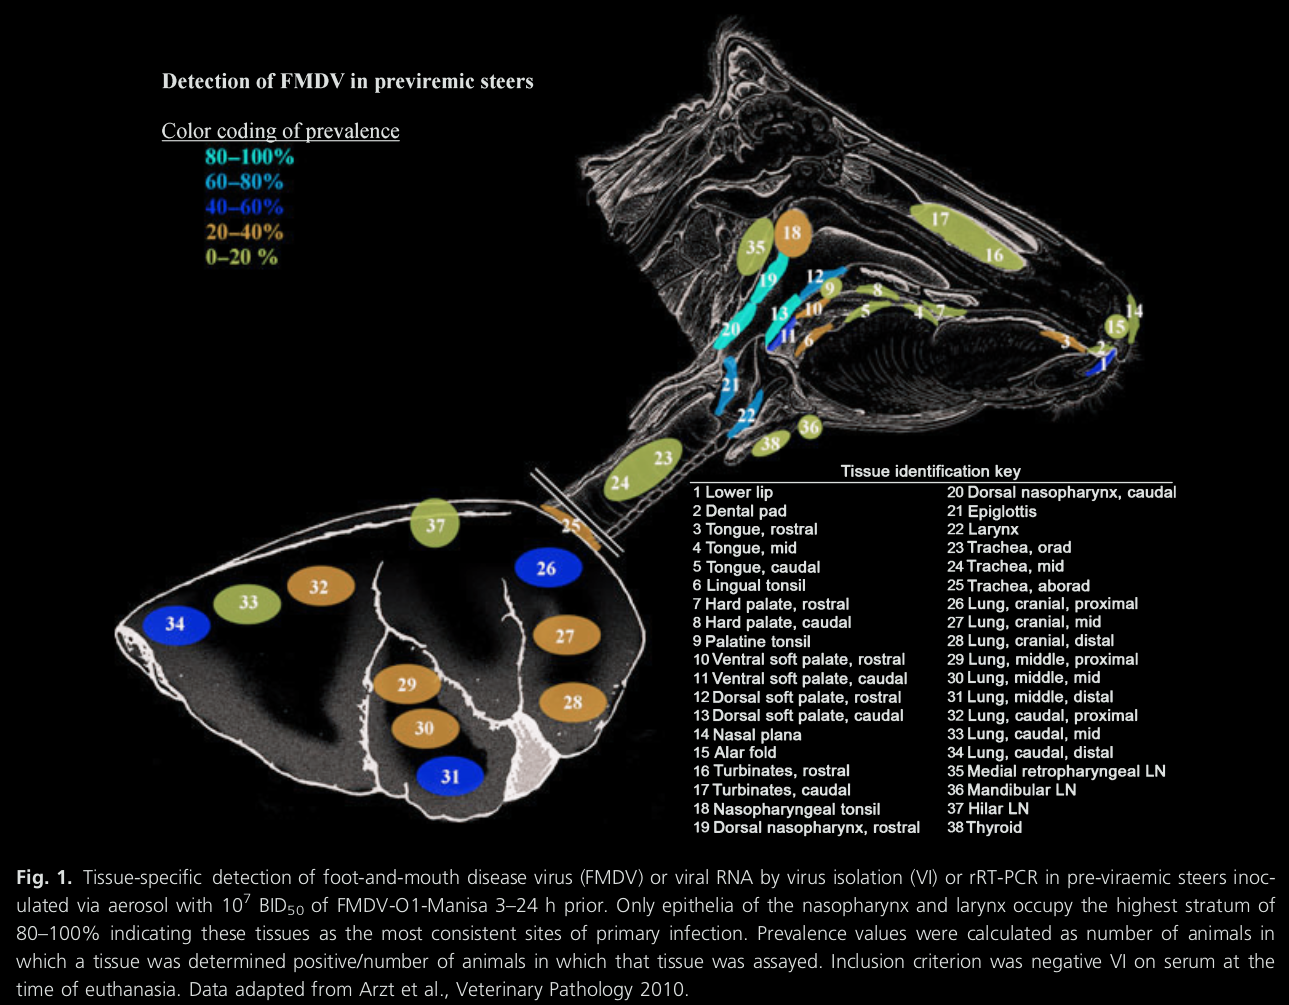 Detection of FMDV in previremic steers
Color coding of prevalence
80–100%
60–80%
40–60%
20–40%
0–20 %
17
16
35
18
19
12
9
8
14
10
13
5
4
7
15
20
11
6
3
2
1
21
22
36
38
23
24
25
37
26
32
33
34
27
29
28
30
31
Tissue identification key
1 Lower lip
2 Dental pad
3 Tongue, rostral
4 Tongue, mid
5 Tongue, caudal
6 Lingual tonsil
7 Hard palate, rostral
8 Hard palate, caudal
9 Palatine tonsil
10 Ventral soft palate, rostral
11 Ventral soft palate, caudal
12 Dorsal soft palate, rostral
13 Dorsal soft palate, caudal
14 Nasal plana
15 Alar fold
16 Turbinates, rostral
17 Turbinates, caudal
18 Nasopharyngeal tonsil
19 Dorsal nasopharynx, rostral
20 Dorsal nasopharynx, caudal
21 Epiglottis
22 Larynx
23 Trachea, orad
24 Trachea, mid
25 Trachea, aborad
26 Lung, cranial, proximal
27 Lung, cranial, mid
28 Lung, cranial, distal
29 Lung, middle, proximal
30 Lung, middle, mid
31 Lung, middle, distal
32 Lung, caudal, proximal
33 Lung, caudal, mid
34 Lung, caudal, distal
35 Medial retropharyngeal LN
36 Mandibular LN
37 Hilar LN
38 Thyroid
Fig. 1. Tissue-specific detection of foot-and-mouth disease virus (FMDV) or viral RNA by virus isolation (VI) or rRT-PCR in pre-viraemic steers inoc-
ulated via aerosol with 10⁷ BID₅₀ of FMDV-O1-Manisa 3–24 h prior. Only epithelia of the nasopharynx and larynx occupy the highest stratum of
80–100% indicating these tissues as the most consistent sites of primary infection. Prevalence values were calculated as number of animals in
which a tissue was determined positive/number of animals in which that tissue was assayed. Inclusion criterion was negative VI on serum at the
time of euthanasia. Data adapted from Arzt et al., Veterinary Pathology 2010.